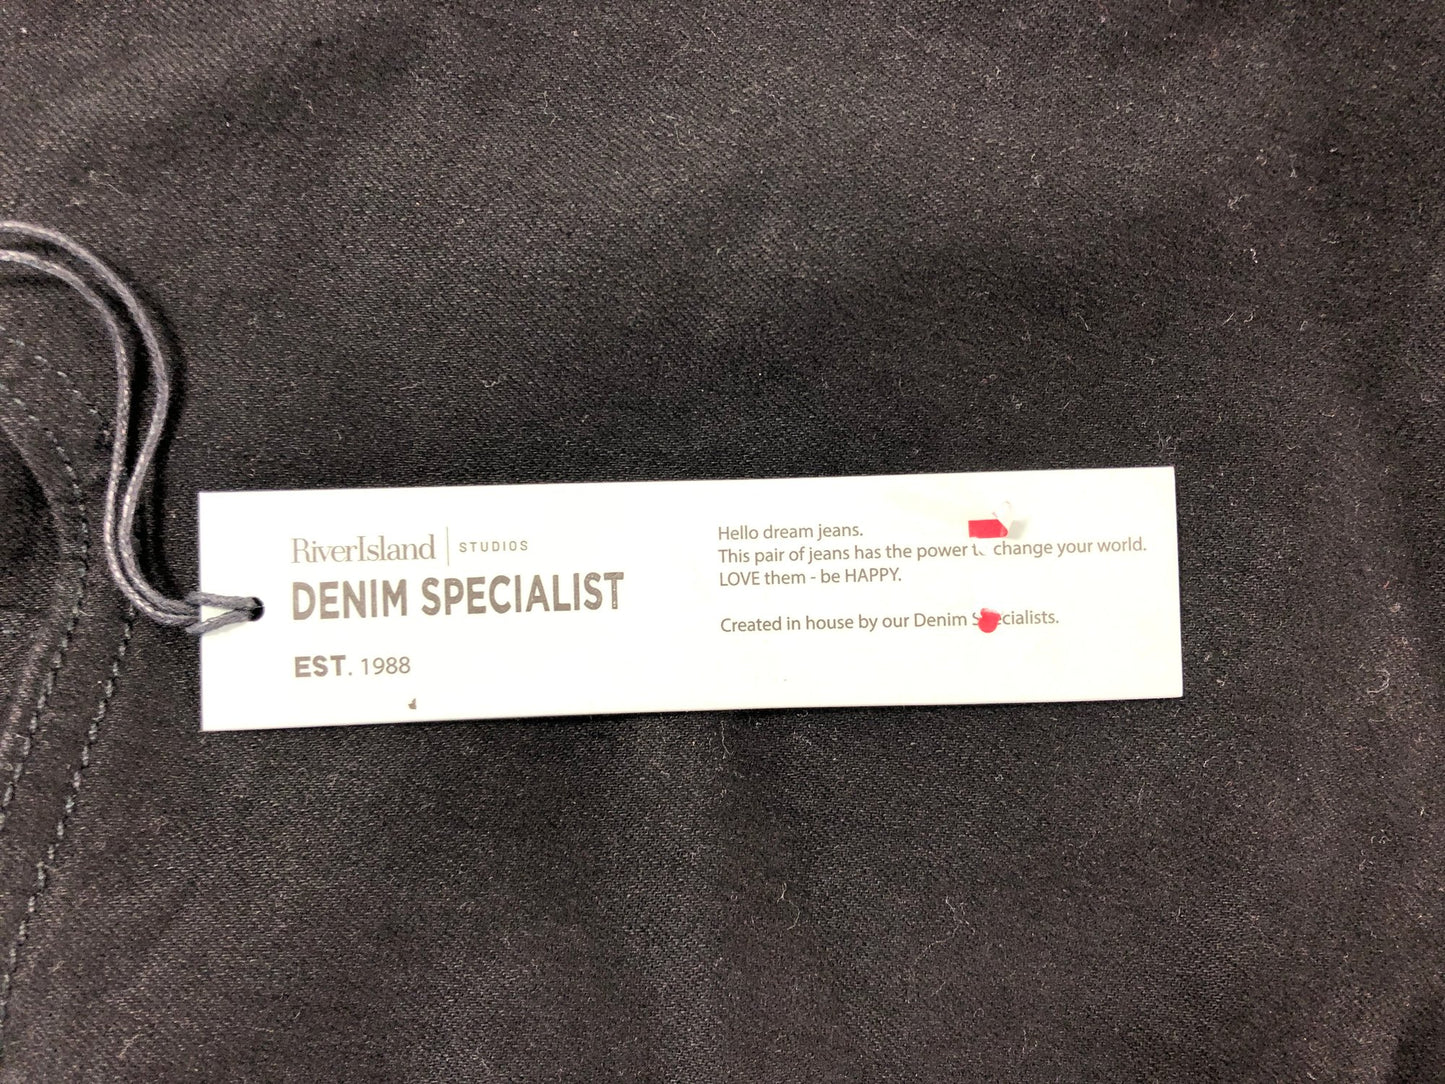 RiverIsland | STUDIOS
DENIM SPECIALIST
EST. 1988
Hello dream jeans.
This pair of jeans has the power to change your world.
LOVE them - be HAPPY.
Created in house by our Denim Specialists.